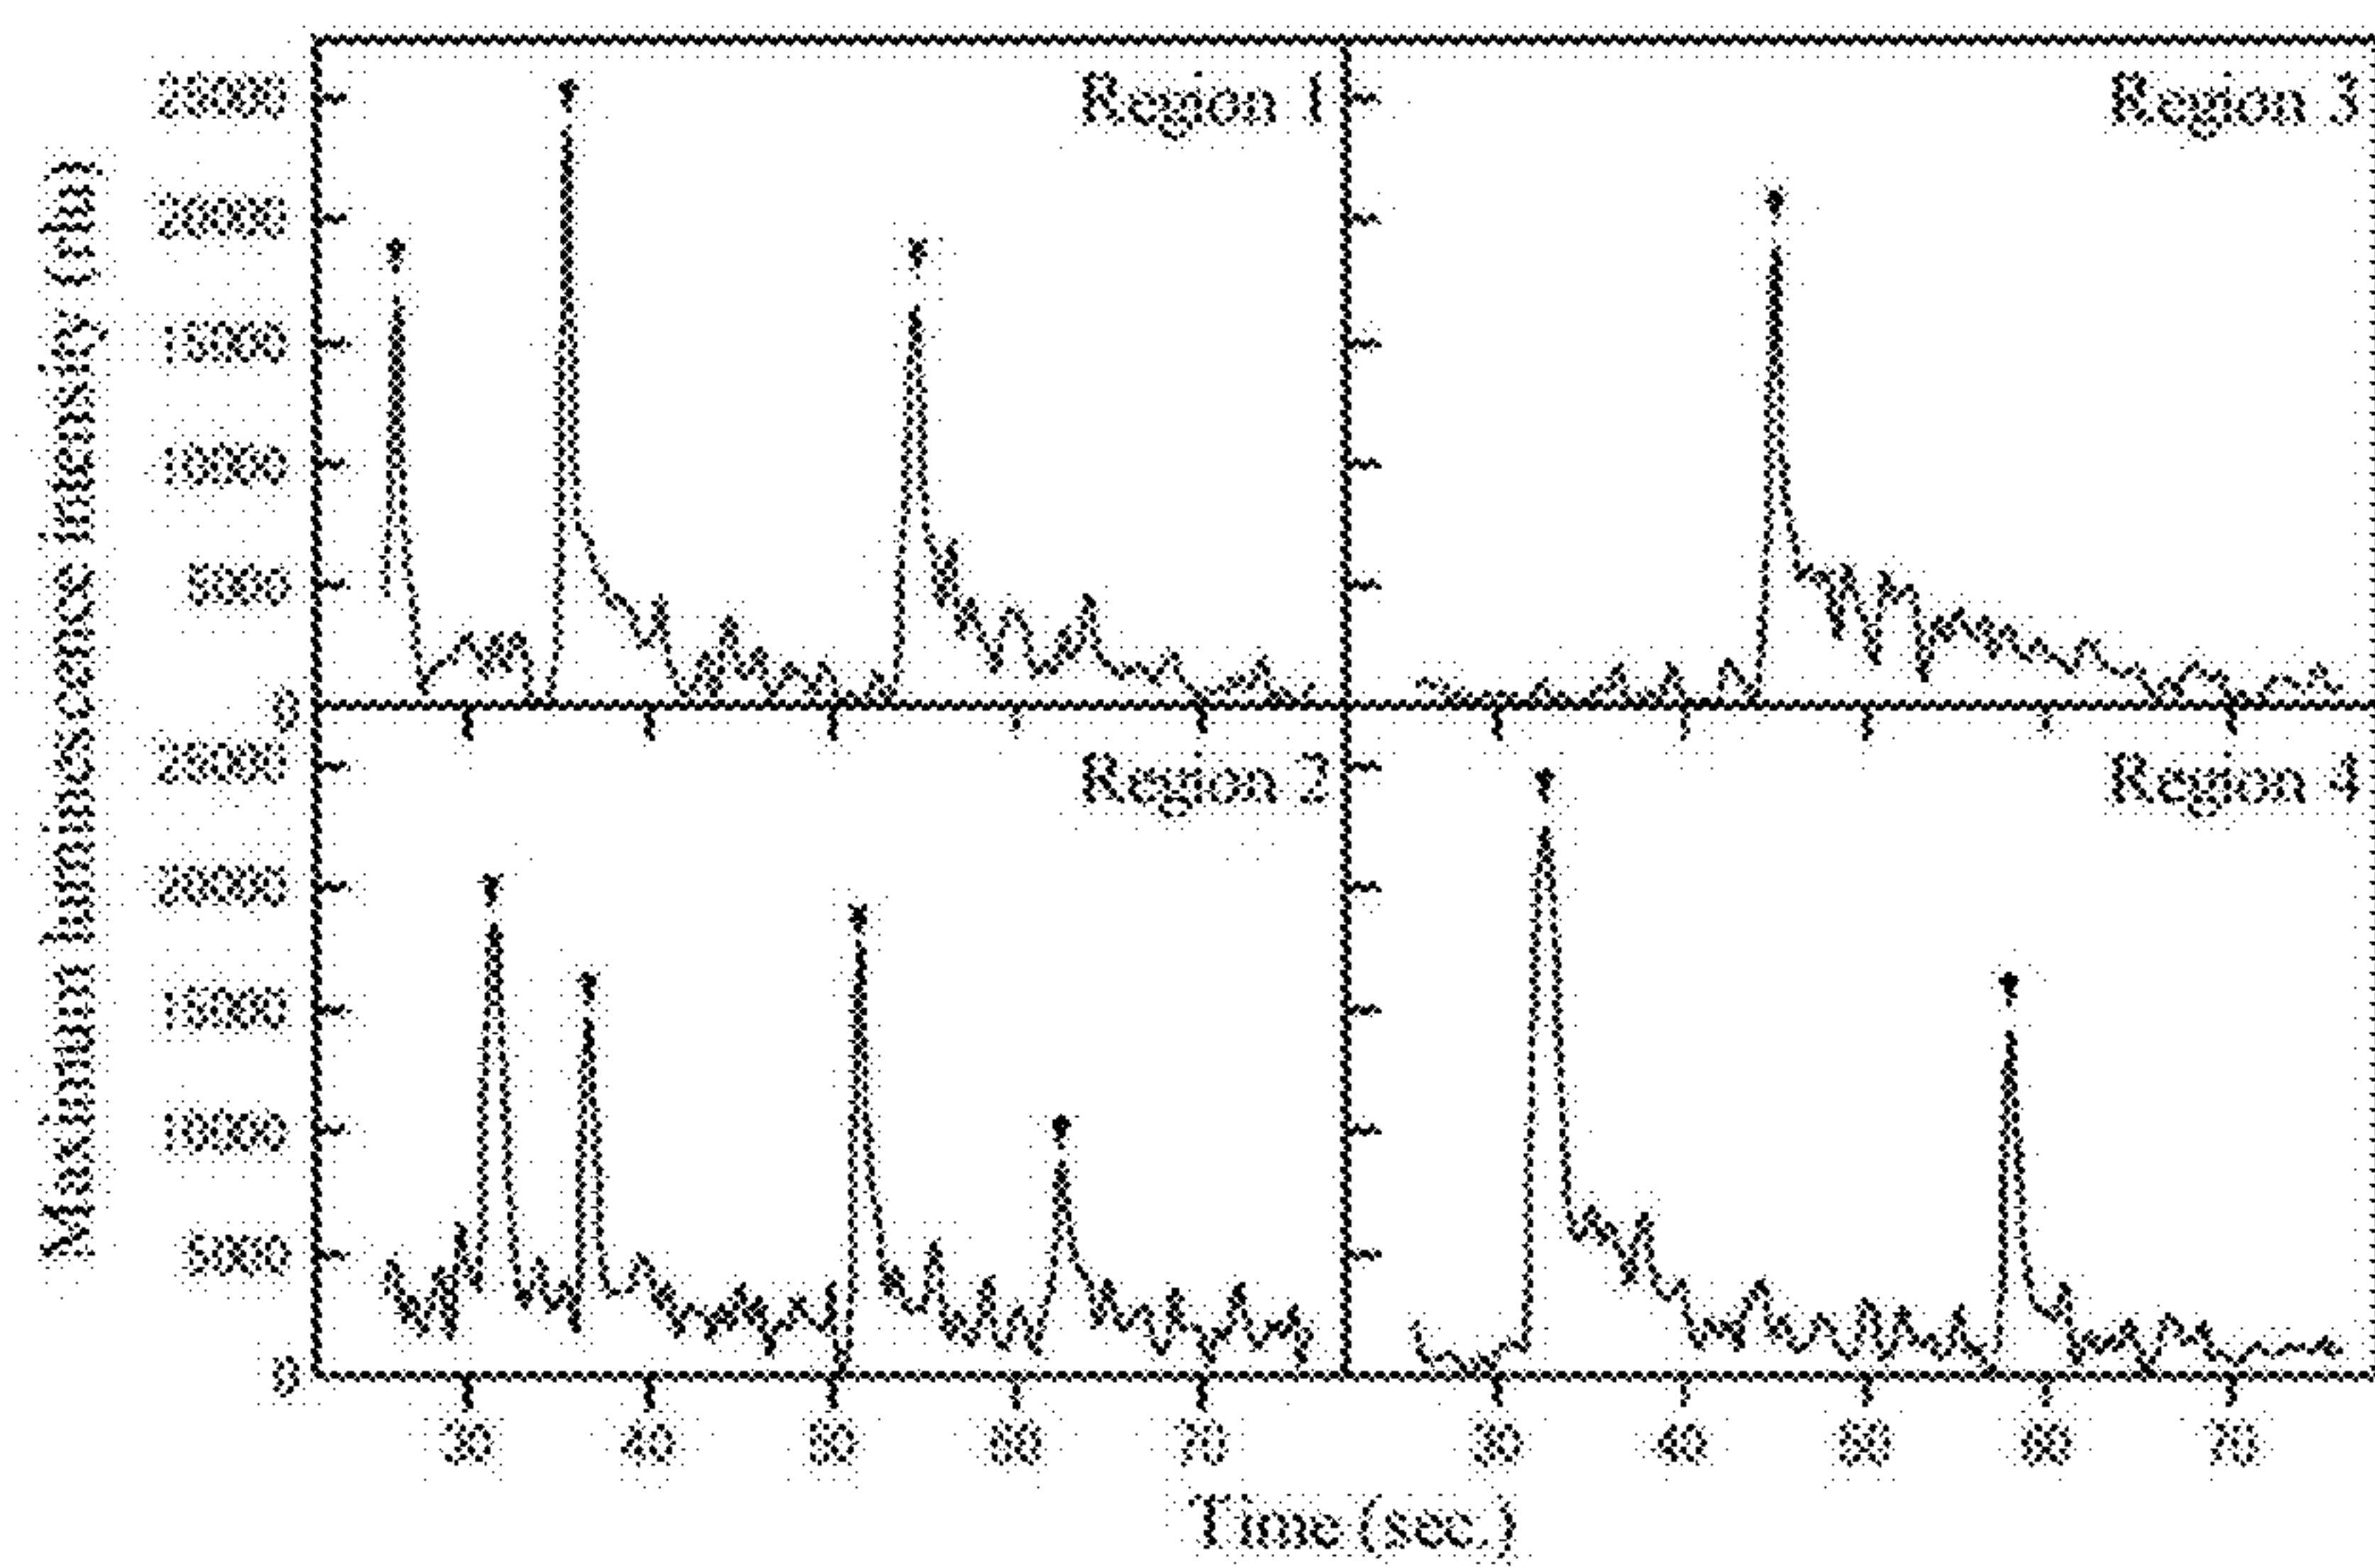 Maximum luminescence intensity (rlu)
25000
20000
15000
10000
5000
0
Region 1
Region 3
25000
20000
15000
10000
5000
0
Region 2
Region 4
30 40 50 60 70 30 40 50 60 70
Time (sec.)